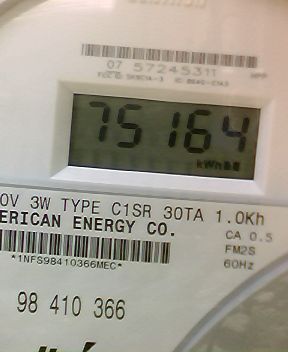 07 57245311
75164
kWh
0V 3W TYPE C1SR 30TA 1.0Kh
ERICAN ENERGY CO.
CA 0.5
FM2S
60Hz
*1NFS98410366MEC*
98 410 366